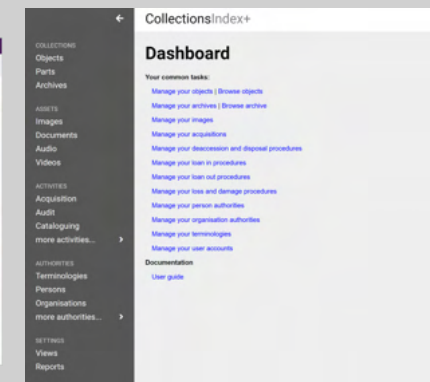 CollectionsIndex+
COLLECTIONS
Objects
Parts
Archives
ASSETS
Images
Documents
Audio
Videos
ACTIVITIES
Acquisition
Audit
Cataloguing
more activities...
AUTHORITIES
Terminologies
Persons
Organisations
more authorities...
SETTINGS
Views
Reports
Dashboard
Your common tasks:
Manage your objects | Browse objects
Manage your archives | Browse archive
Manage your images
Manage your acquisitions
Manage your deaccession and disposal procedures
Manage your loan in procedures
Manage your loan out procedures
Manage your loss and damage procedures
Manage your person authorities
Manage your organisation authorities
Manage your terminologies
Manage your user accounts
Documentation
User guide